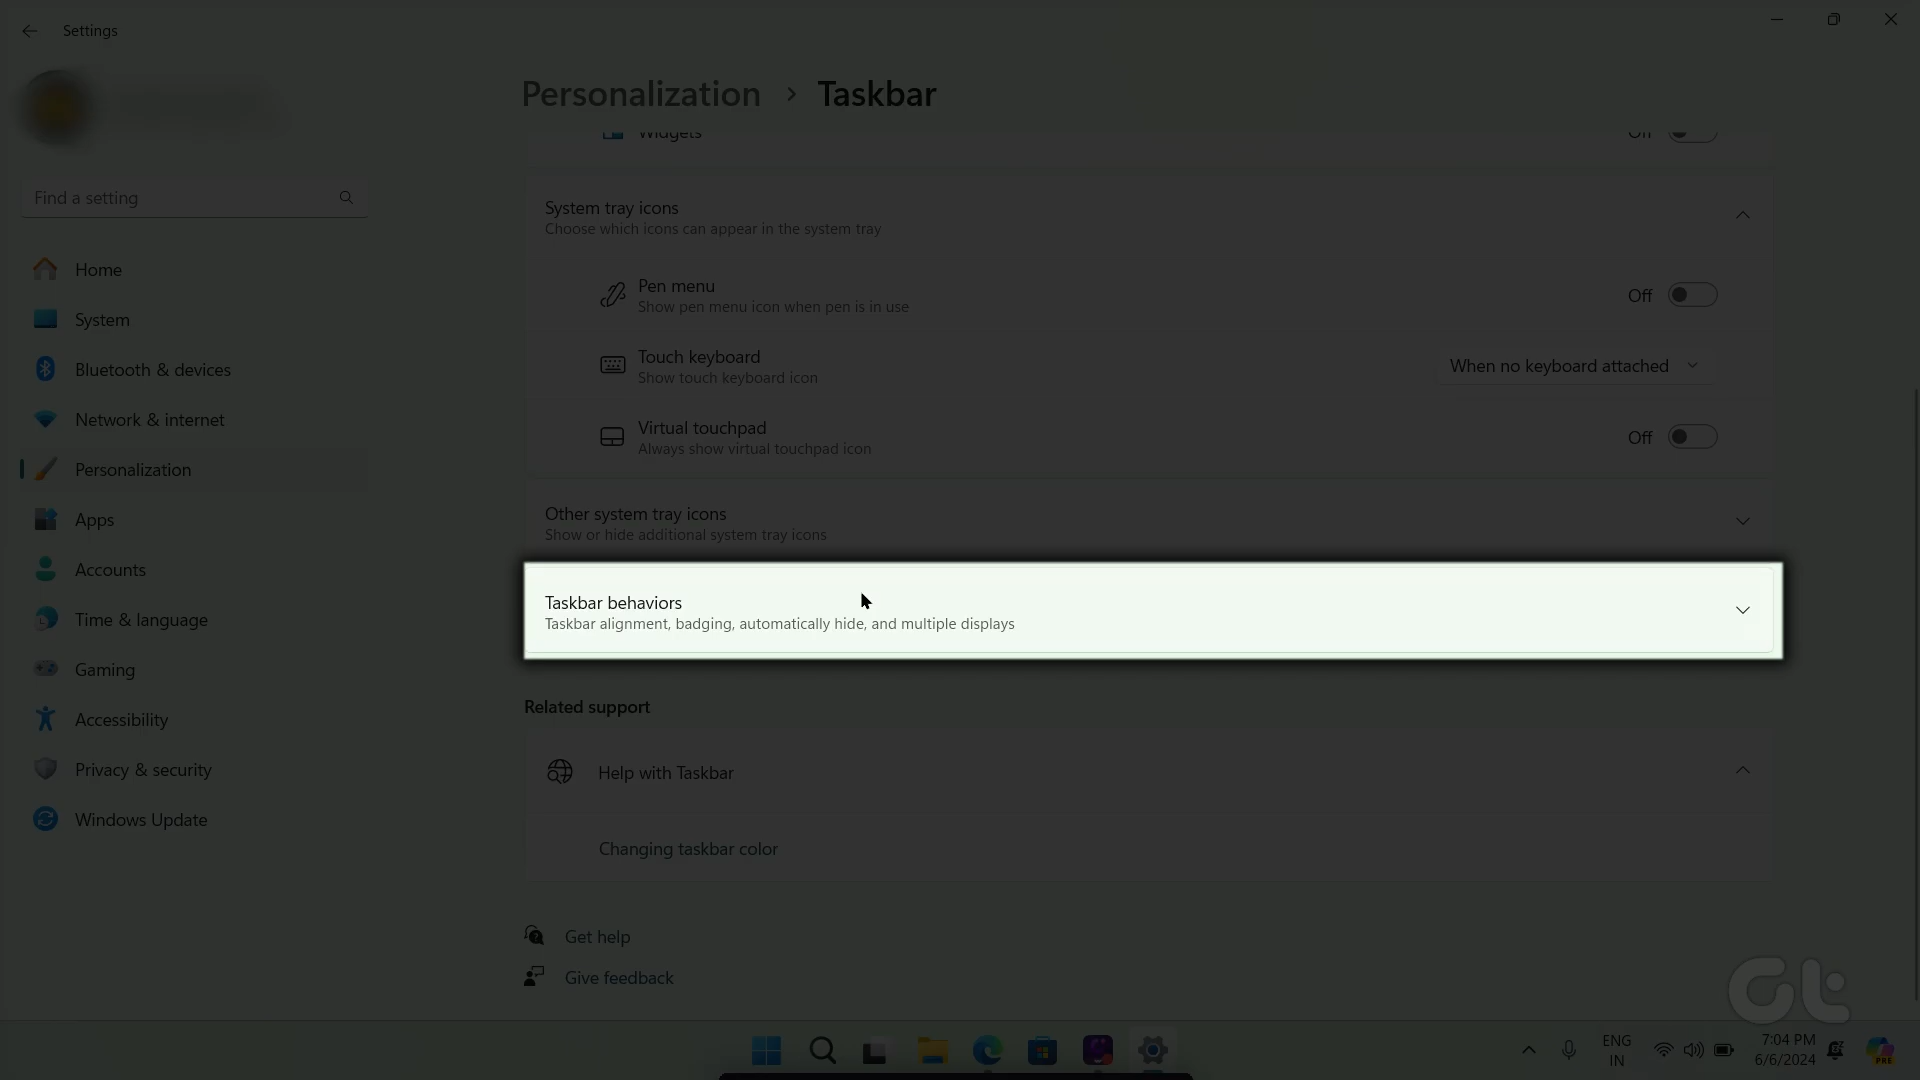 Settings
Personalization > Taskbar
Widgets
Off
Find a setting
System tray icons
Choose which icons can appear in the system tray
Home
Pen menu
Off
Show pen menu icon when pen is in use
System
Touch keyboard
When no keyboard attached
Show touch keyboard icon
Bluetooth & devices
Network & internet
Virtual touchpad
Off
Always show virtual touchpad icon
Personalization
Other system tray icons
Show or hide additional system tray icons
Apps
Accounts
Taskbar behaviors
Taskbar alignment, badging, automatically hide, and multiple displays
Time & language
Gaming
Related support
Accessibility
Help with Taskbar
Privacy & security
Windows Update
Changing taskbar color
Get help
Give feedback
Gt
ENG
IN
7:04 PM
6/6/2024
PRE